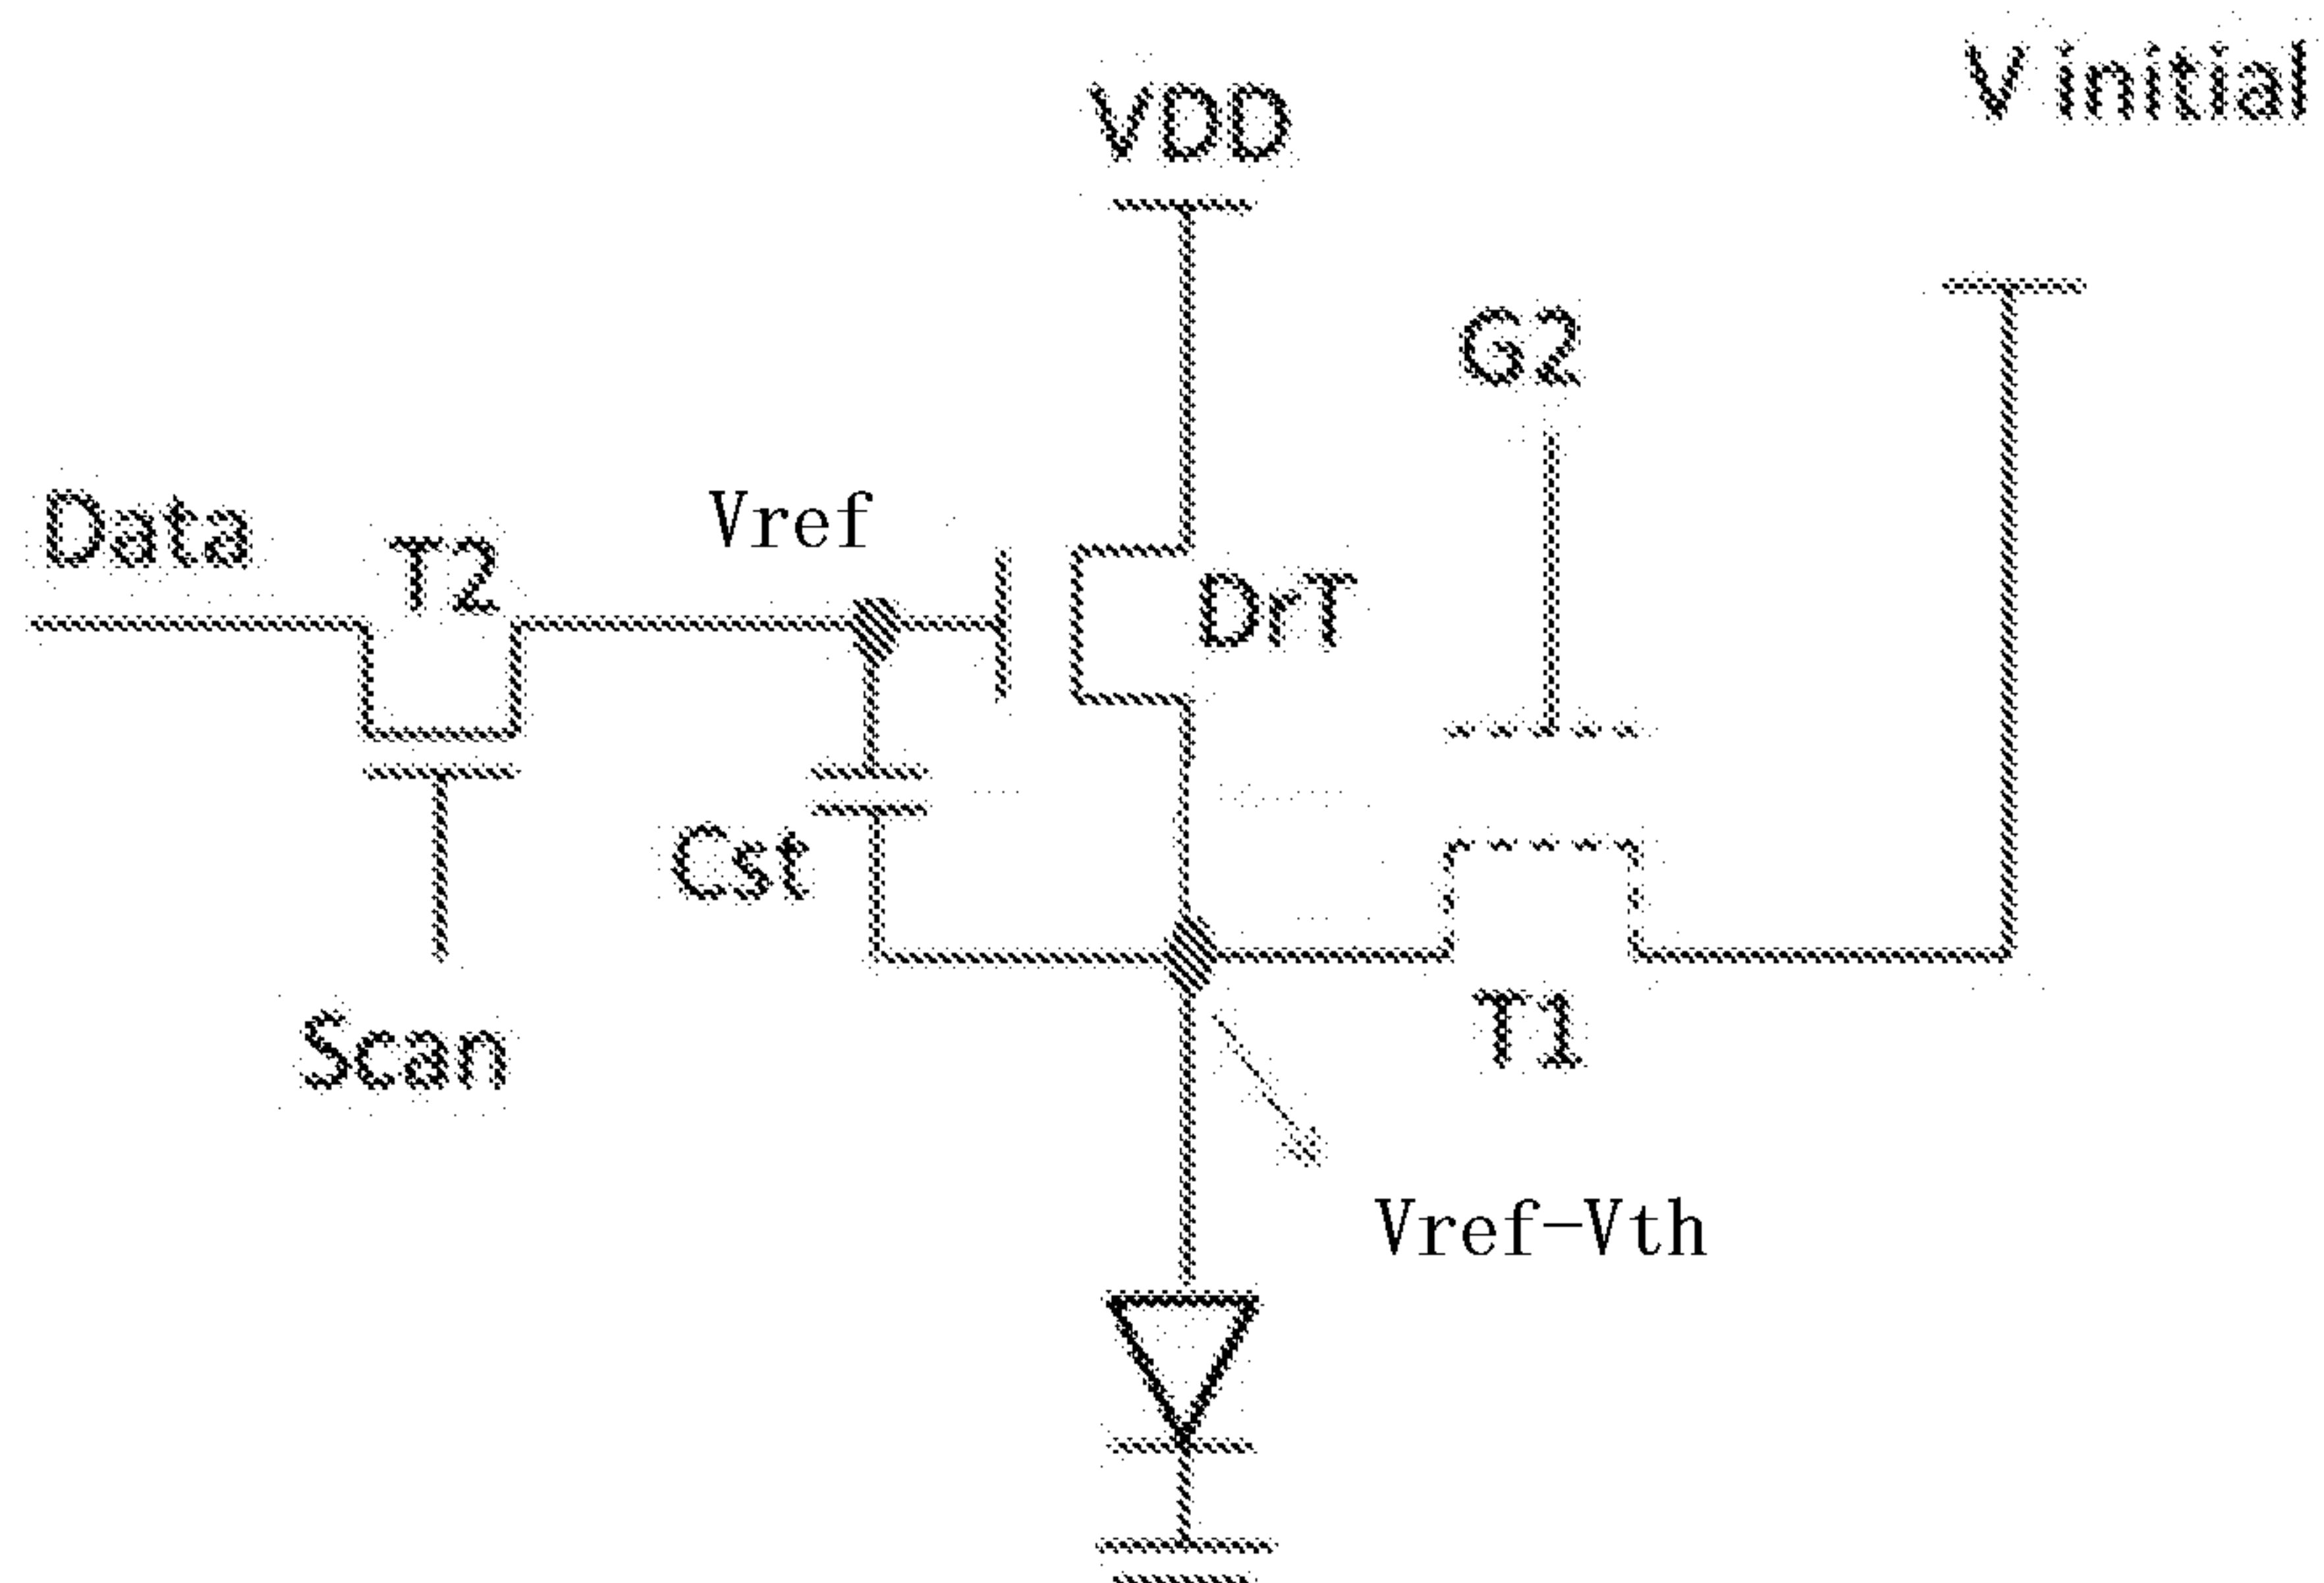 V initial
VDD
G2
Data
T2
Vref
DrT
Cst
Scan
T1
Vref-Vth